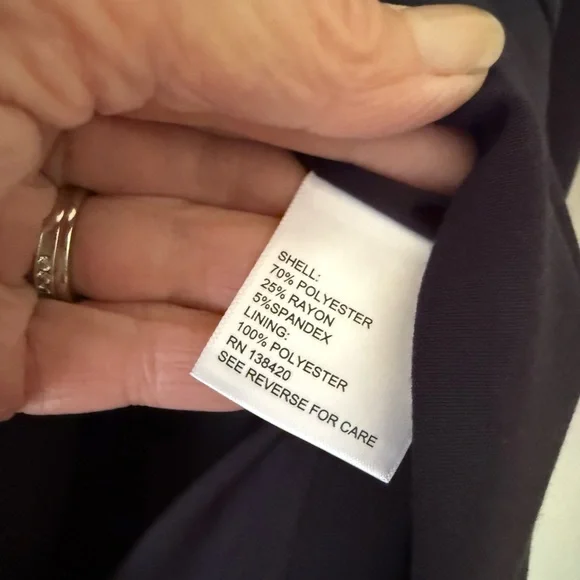 SHELL:
70% POLYESTER
25% RAYON
5%SPANDEX
LINING:
100% POLYESTER
RN 138420
SEE REVERSE FOR CARE